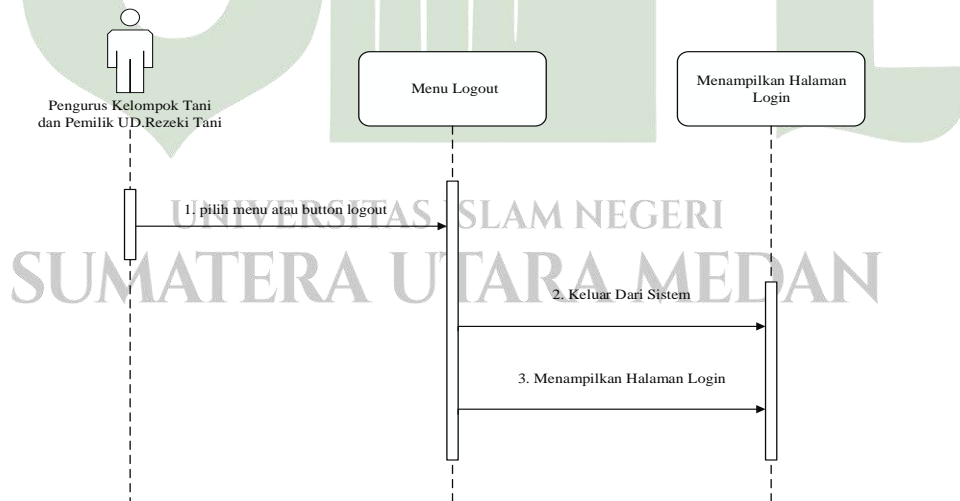 Menu Logout
Menampilkan Halaman
Login
Pengurus Kelompok Tani
dan Pemilik UD.Rezeki Tani
1. pilih menu atau button logout
UNIVERSITAS ISLAM NEGERI
SUMATERA UTARA MEDAN
2. Keluar Dari Sistem
3. Menampilkan Halaman Login